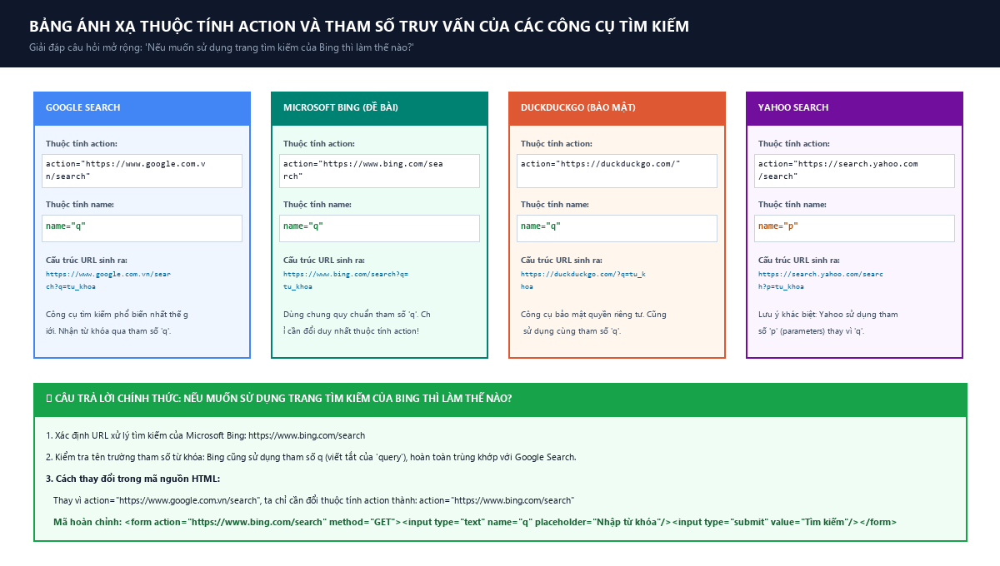 BẢNG ÁNH XẠ THUỘC TÍNH ACTION VÀ THAM SỐ TRUY VẤN CỦA CÁC CÔNG CỤ TÌM KIẾM
Giải đáp câu hỏi mở rộng: 'Nếu muốn sử dụng trang tìm kiếm của Bing thì làm thế nào?'
GOOGLE SEARCH
Thuộc tính action:
action="https://www.google.com.v
n/search"
Thuộc tính name:
name="q"
Cấu trúc URL sinh ra:
https://www.google.com.vn/sear
ch?q=tu_khoa
Công cụ tìm kiếm phổ biến nhất thế g
iới. Nhận từ khóa qua tham số 'q'.
MICROSOFT BING (ĐỀ BÀI)
Thuộc tính action:
action="https://www.bing.com/sea
rch"
Thuộc tính name:
name="q"
Cấu trúc URL sinh ra:
https://www.bing.com/search?q=
tu_khoa
Dùng chung quy chuẩn tham số 'q'. Ch
ỉ cần đổi duy nhất thuộc tính action!
DUCKDUCKGO (BẢO MẬT)
Thuộc tính action:
action="https://duckduckgo.com/"
Thuộc tính name:
name="q"
Cấu trúc URL sinh ra:
https://duckduckgo.com/?q=tu_k
hoa
Công cụ bảo mật quyền riêng tư. Cũng
sử dụng cùng tham số 'q'.
YAHOO SEARCH
Thuộc tính action:
action="https://search.yahoo.com
/search"
Thuộc tính name:
name="p"
Cấu trúc URL sinh ra:
https://search.yahoo.com/searc
h?p=tu_khoa
Lưu ý khác biệt: Yahoo sử dụng tham
số 'p' (parameters) thay vì 'q'.
CÂU TRẢ LỜI CHÍNH THỨC: NẾU MUỐN SỬ DỤNG TRANG TÌM KIẾM CỦA BING THÌ LÀM THẾ NÀO?
1. Xác định URL xử lý tìm kiếm của Microsoft Bing: https://www.bing.com/search
2. Kiểm tra tên trường tham số từ khóa: Bing cũng sử dụng tham số q (viết tắt của 'query'), hoàn toàn trùng khớp với Google Search.
3. Cách thay đổi trong mã nguồn HTML:
Thay vì action="https://www.google.com.vn/search", ta chỉ cần đổi thuộc tính action thành: action="https://www.bing.com/search"
Mã hoàn chỉnh: <form action="https://www.bing.com/search" method="GET"><input type="text" name="q" placeholder="Nhập từ khóa"/><input type="submit" value="Tìm kiếm"/></form>